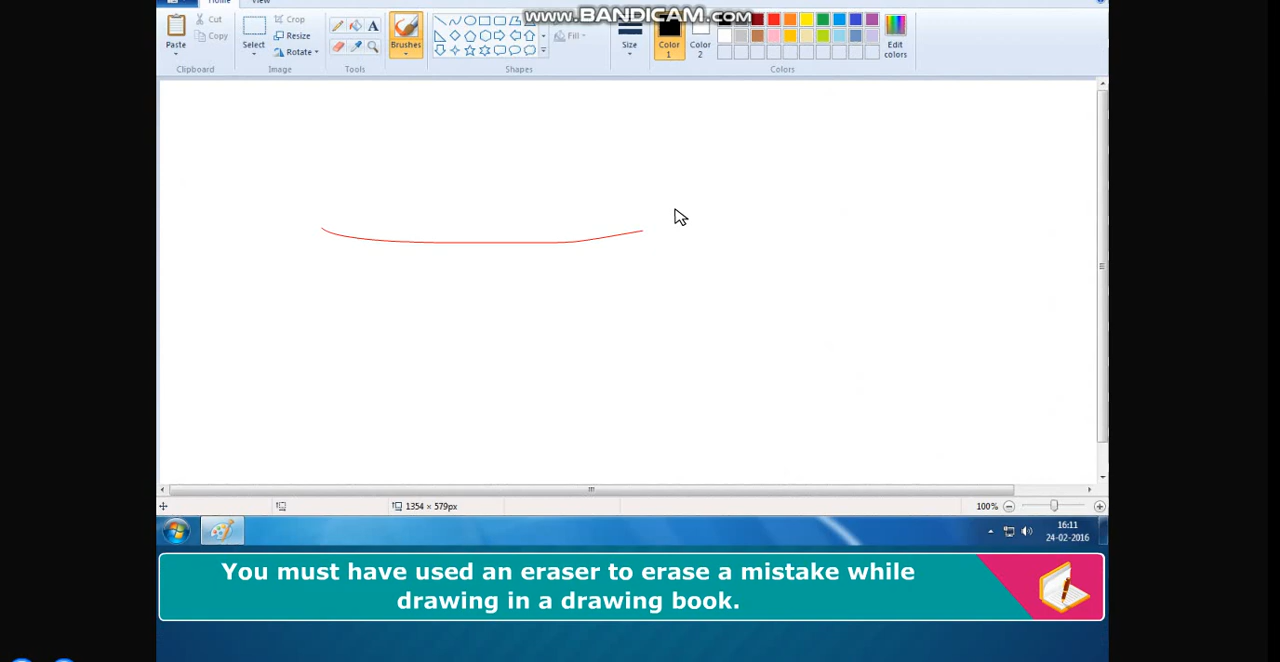 Home View
www.BANDICAM.com
Paste
Cut
Copy
Clipboard
Select
Crop
Resize
Rotate
Image
A
Tools
Brushes
Shapes
Fill
Size
Color 1
Color 2
Edit colors
Colors
1354 × 579px
100%
16:11
24-02-2016
You must have used an eraser to erase a mistake while
drawing in a drawing book.